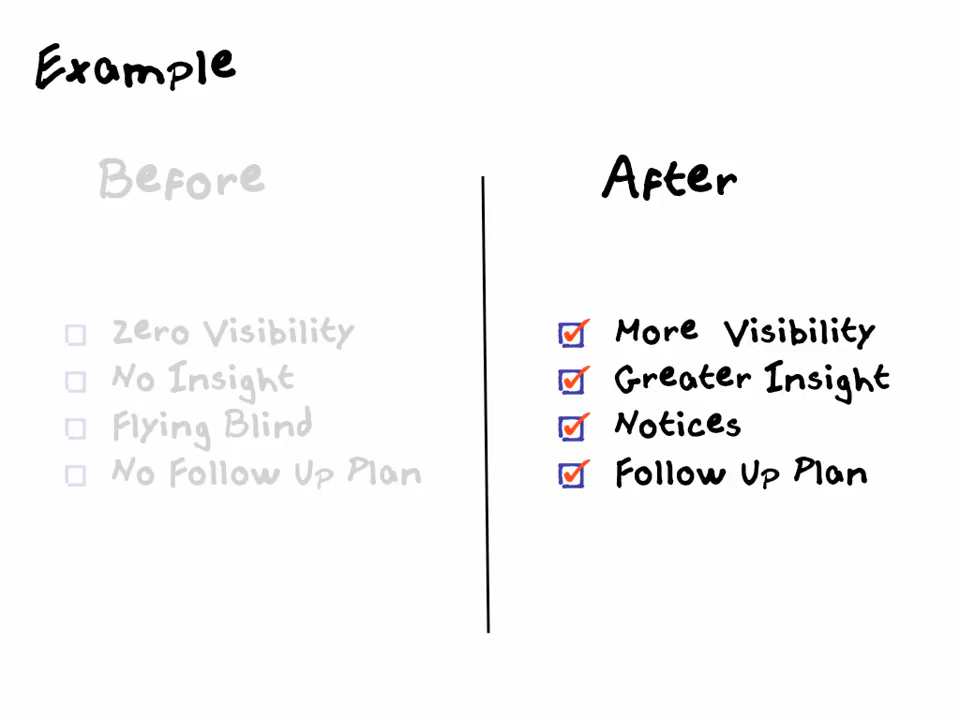 Example
Before
Zero Visibility
No Insight
Flying Blind
No Follow Up Plan
After
More Visibility
Greater Insight
Notices
Follow Up Plan